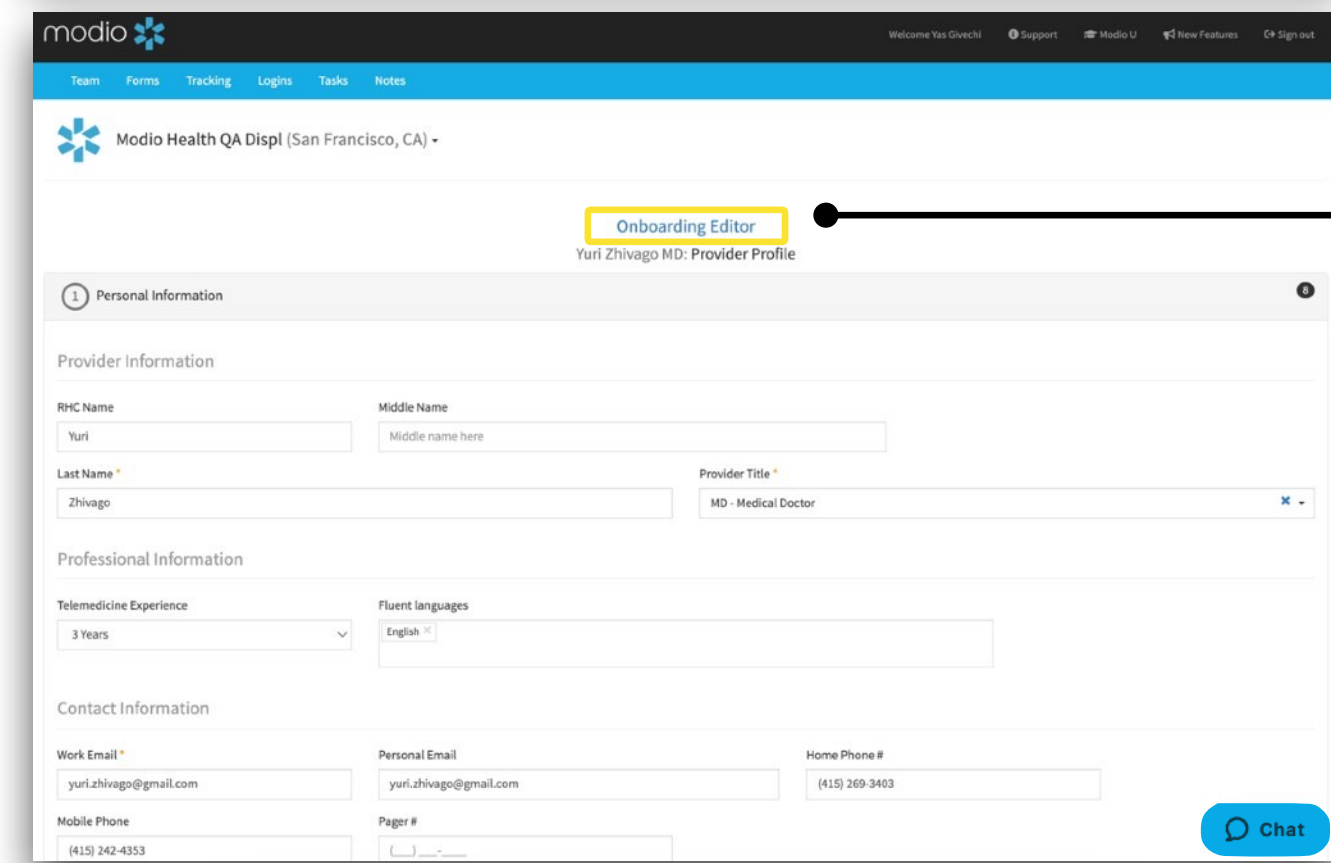 modio
Welcome Yas Givechi Support Modio U New Features Sign out
Team Forms Tracking Logins Tasks Notes
Modio Health QA Displ (San Francisco, CA)
Onboarding Editor
Yuri Zhivago MD: Provider Profile
1 Personal Information 8
Provider Information
RHC Name Middle Name
Yuri Middle name here
Last Name * Provider Title *
Zhivago MD - Medical Doctor
Professional Information
Telemedicine Experience Fluent languages
3 Years English
Contact Information
Work Email * Personal Email Home Phone #
yuri.zhivago@gmail.com yuri.zhivago@gmail.com (415) 269-3403
Mobile Phone Pager #
(415) 242-4353 (__) __-____
Chat